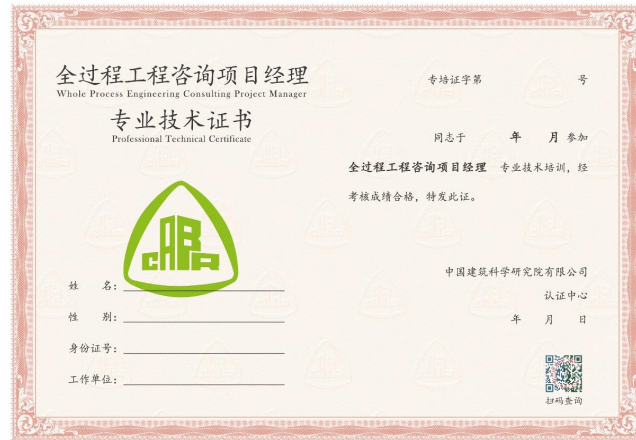 全过程工程咨询项目经理
Whole Process Engineering Consulting Project Manager
专业技术证书
Professional Technical Certificate
CABR
姓 名：
性 别：
身份证号：
工作单位：
专培证字第 号
同志于 年 月 参加
全过程工程咨询项目经理 专业技术培训，经
考核成绩合格，特发此证。
中国建筑科学研究院有限公司
认证中心
年 月 日
扫码查询